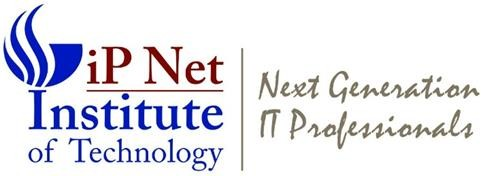 iP Net
Institute
of Technology
Next Generation
IT Professionals